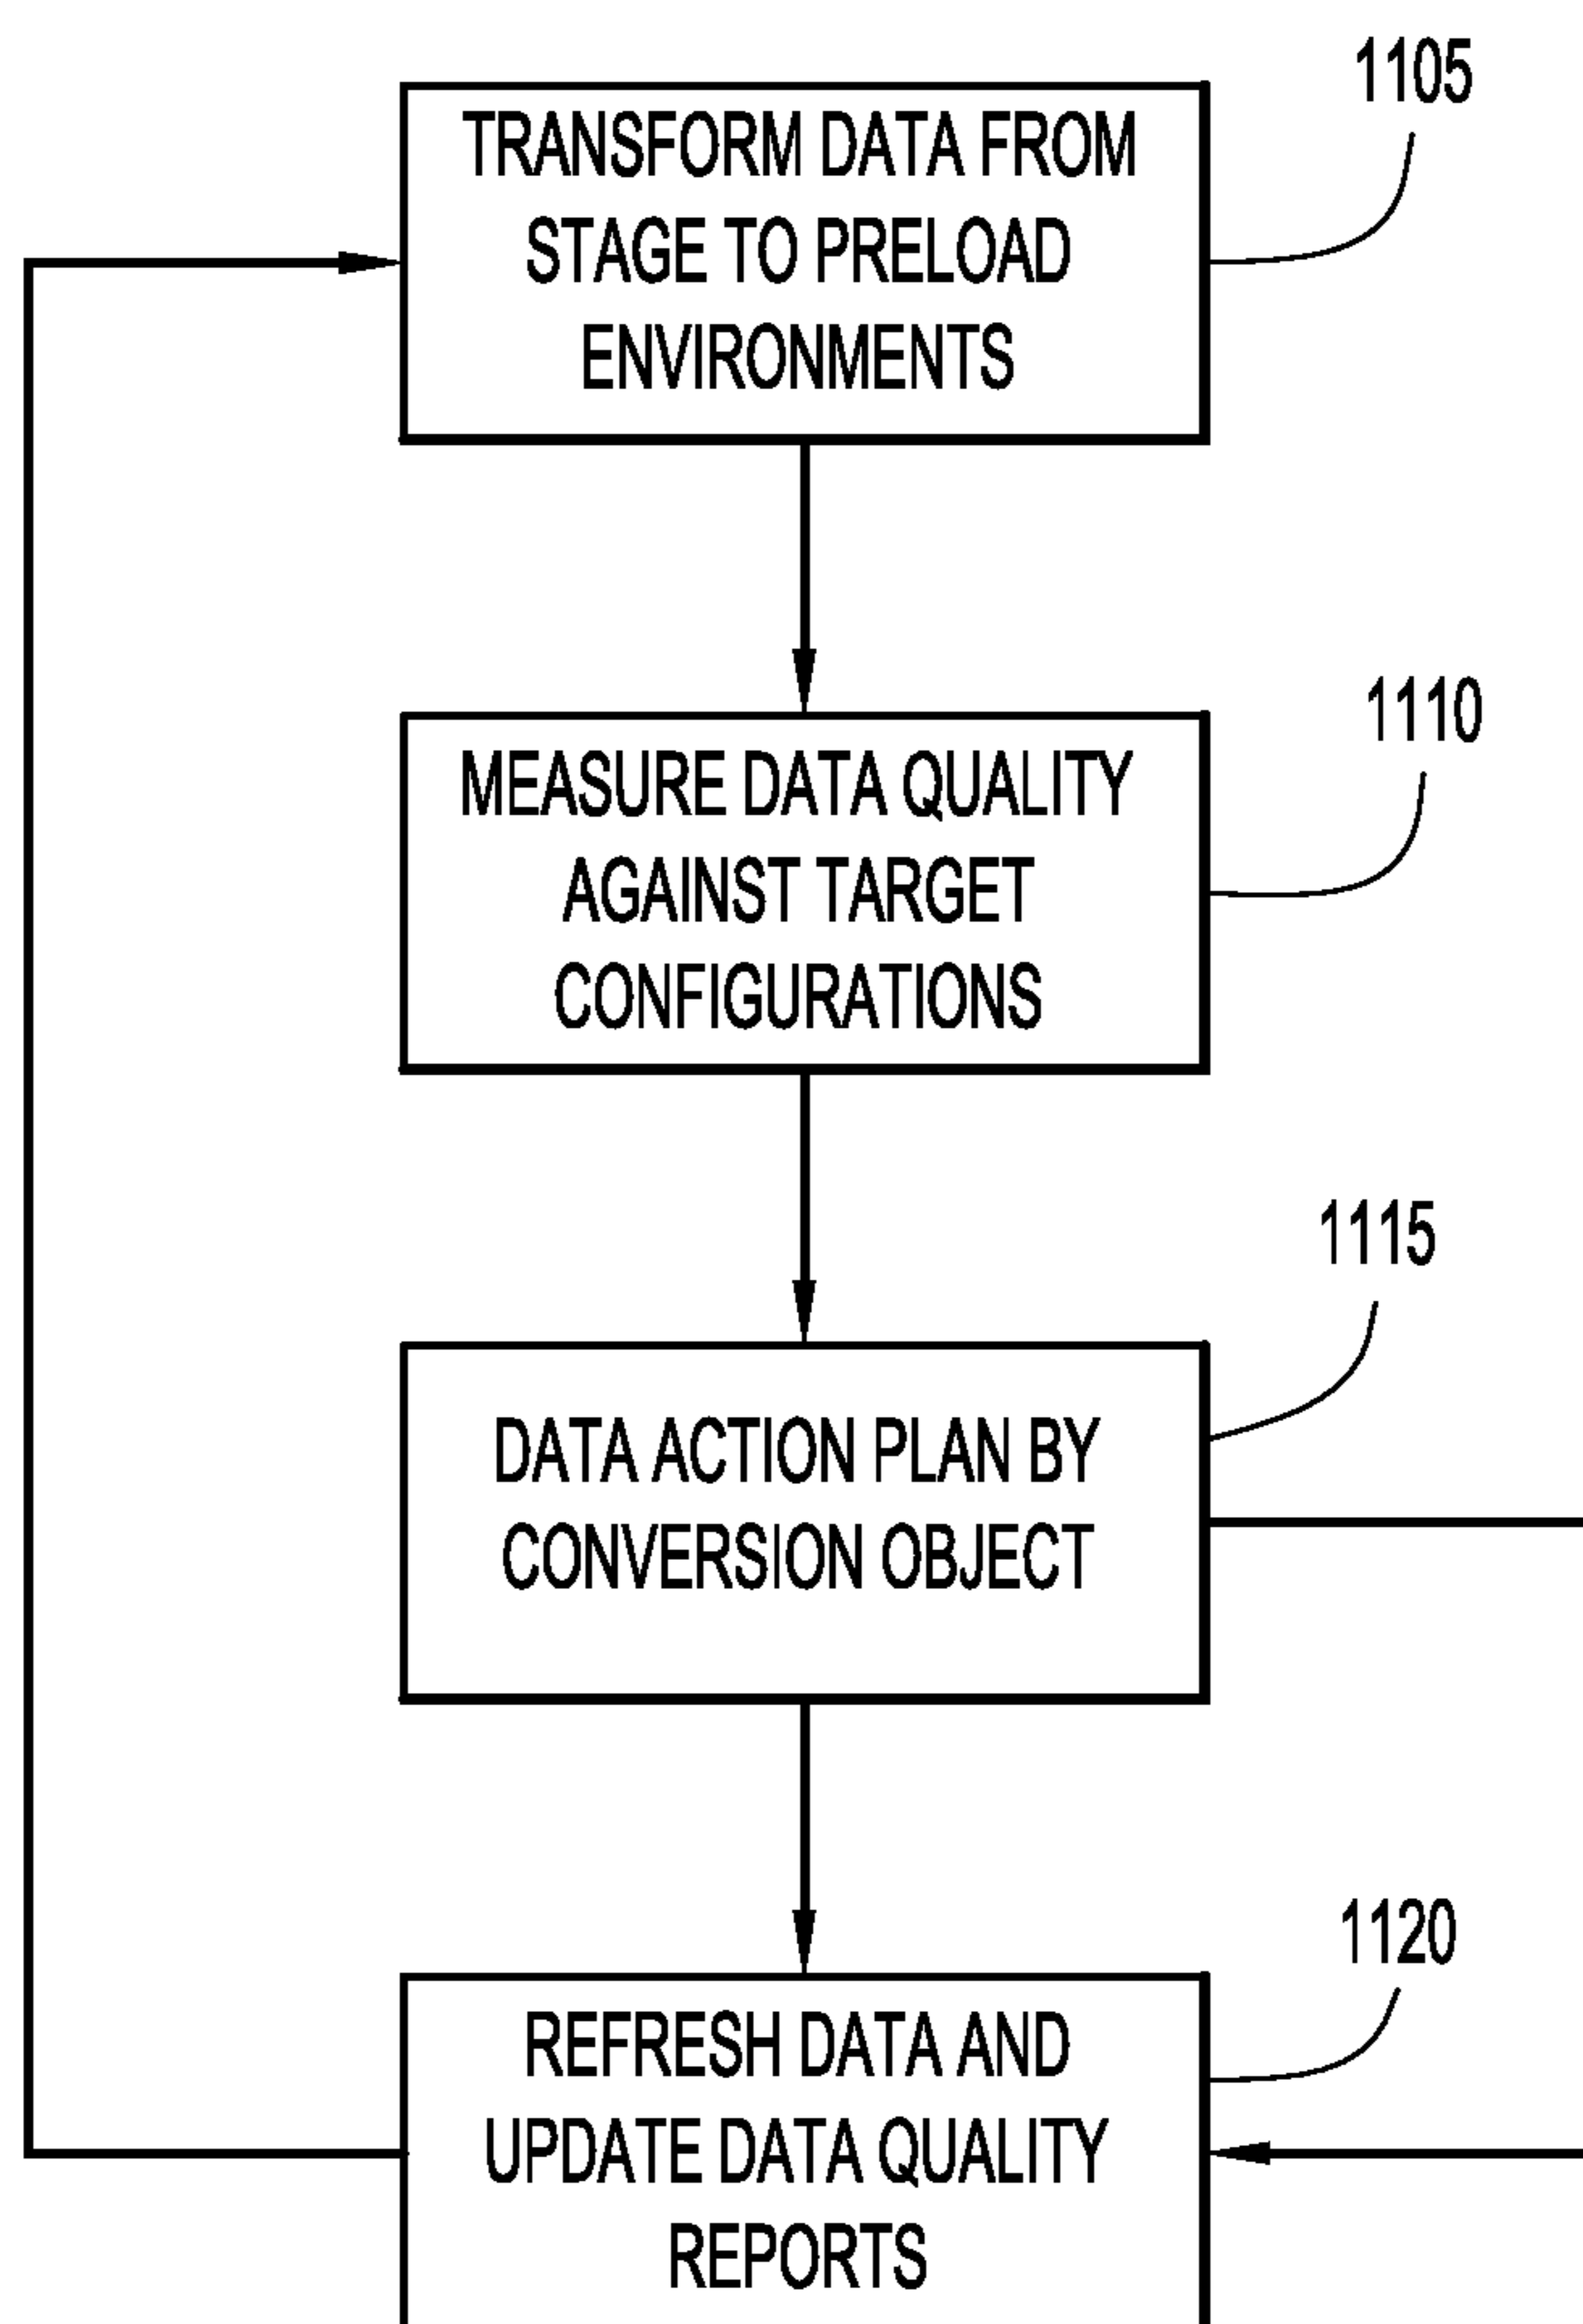 1105
TRANSFORM DATA FROM
STAGE TO PRELOAD
ENVIRONMENTS
1110
MEASURE DATA QUALITY
AGAINST TARGET
CONFIGURATIONS
1115
DATA ACTION PLAN BY
CONVERSION OBJECT
1120
REFRESH DATA AND
UPDATE DATA QUALITY
REPORTS